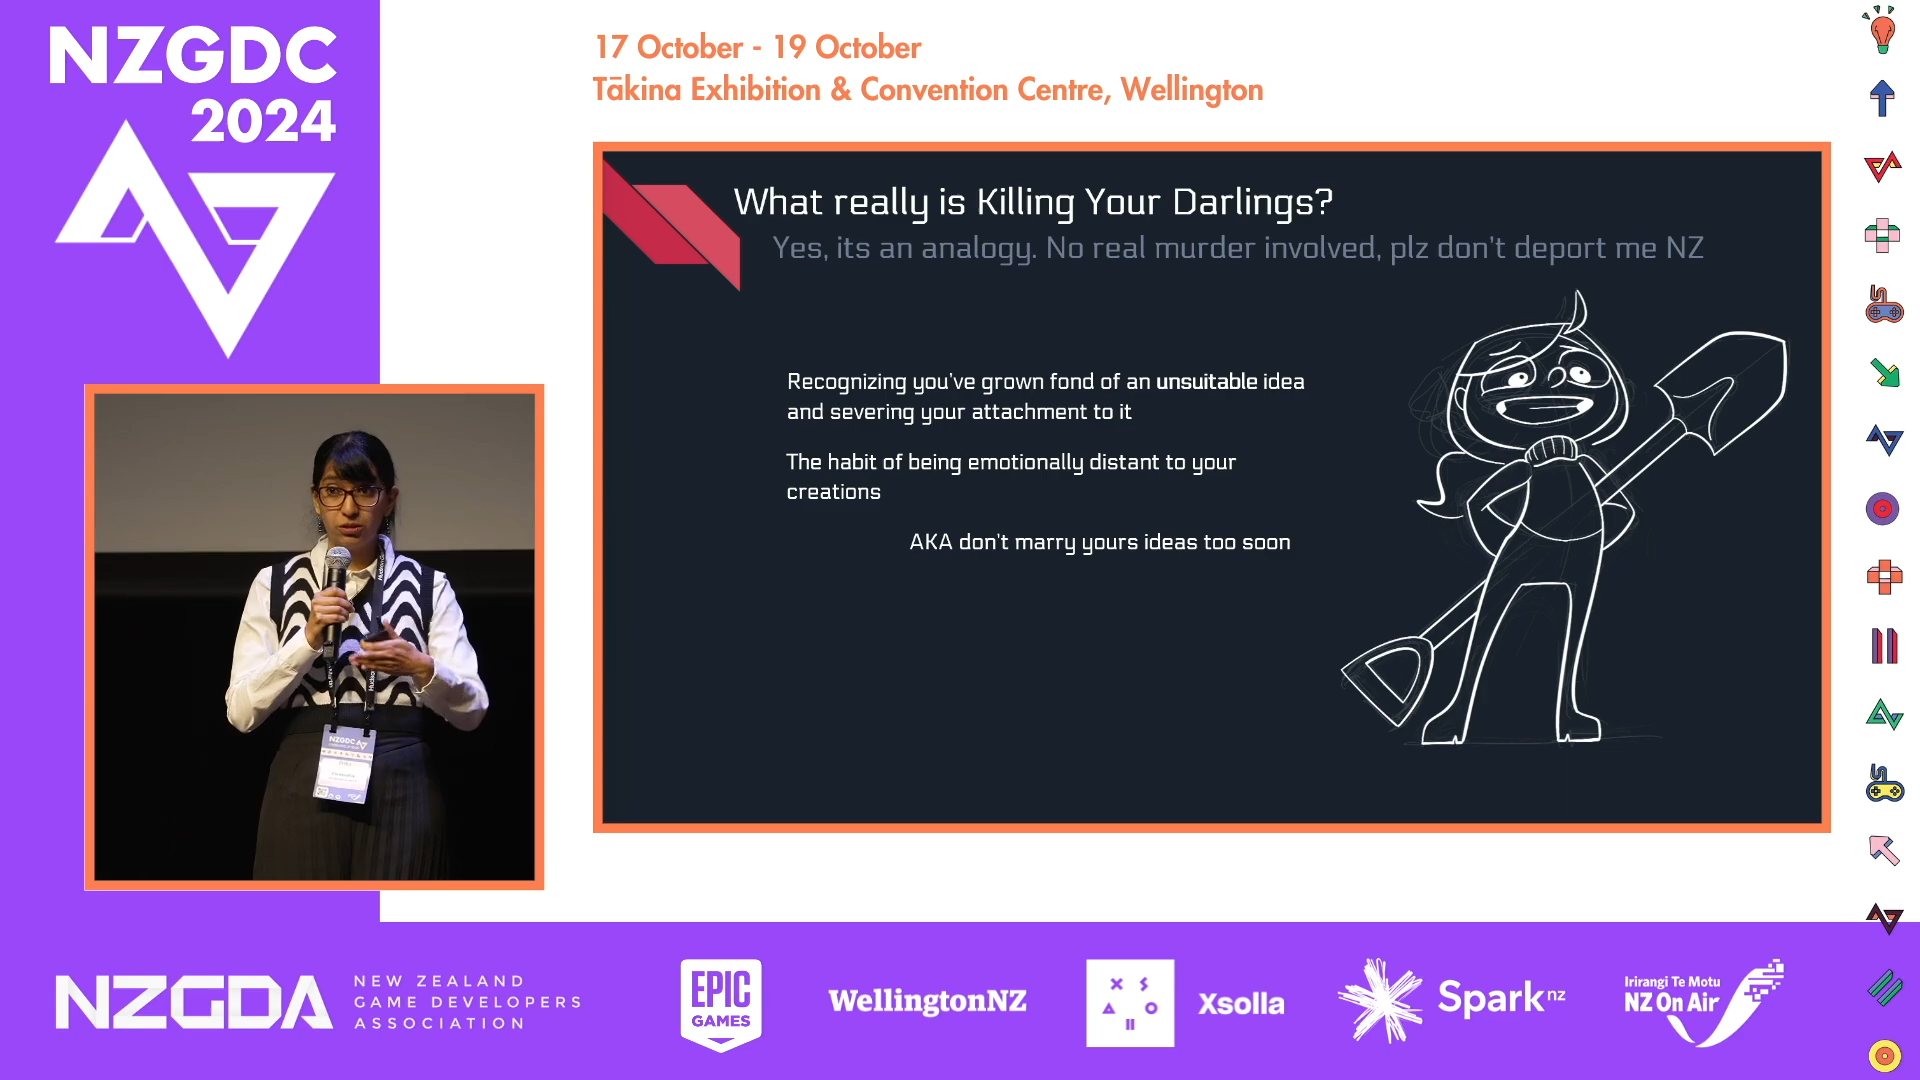 NZGDC
2024
17 October - 19 October
Tākina Exhibition & Convention Centre, Wellington
What really is Killing Your Darlings?
Yes, its an analogy. No real murder involved, plz don't deport me NZ
Recognizing you've grown fond of an unsuitable idea
and severing your attachment to it
The habit of being emotionally distant to your
creations
AKA don't marry yours ideas too soon
NZGDC
NZGDA
NEW ZEALAND
GAME DEVELOPERS
ASSOCIATION
EPIC
GAMES
WellingtonNZ
Xsolla
Spark nz
Irirangi Te Motu
NZ On Air